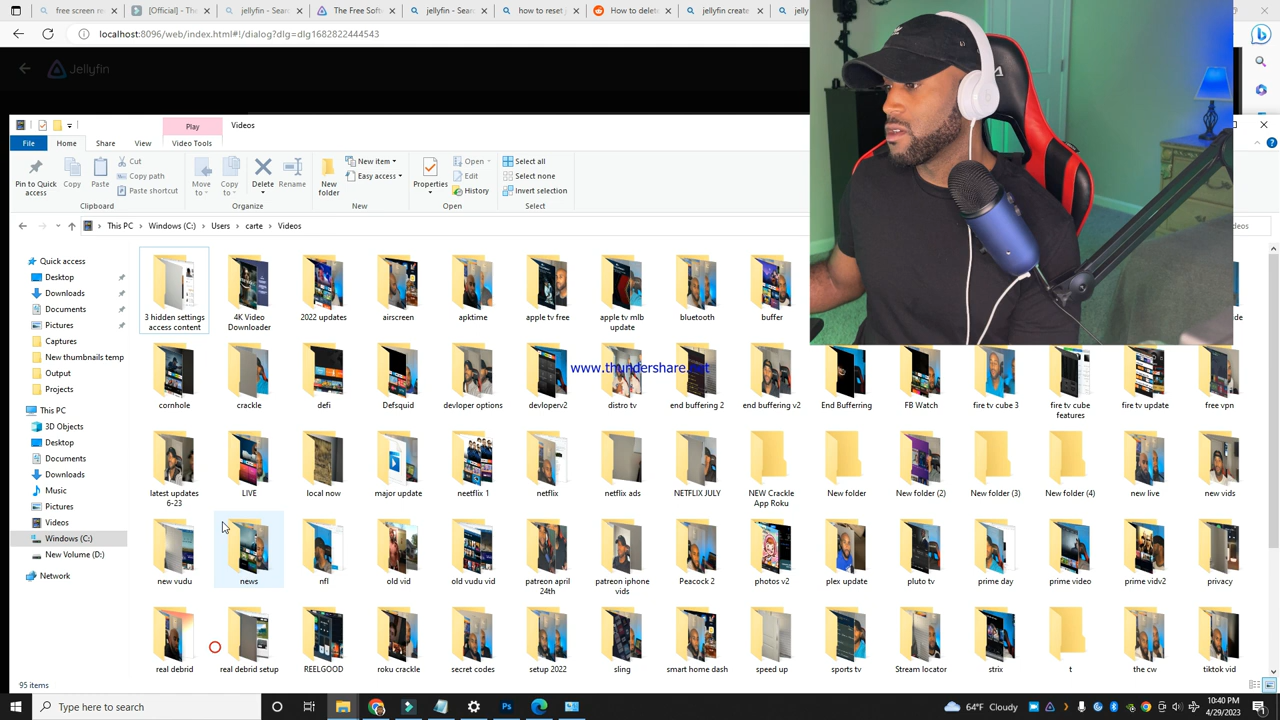 free screen re
[Official] - Th
jellyfin - Sear
The Free Softw
jellyfin - Sear
how to reset j
How to delete
jellyfin create
jelly
localhost:8096/web/index.html#!/dialog?dlg=dlg1682822444543
Jellyfin
Play
Videos
File
Home
Share
View
Video Tools
Pin to Quick access
Copy
Paste
Cut
Copy path
Paste shortcut
Move to
Copy to
Delete
Rename
New folder
New item
Easy access
Properties
Open
Edit
History
Select all
Select none
Invert selection
Clipboard
Organize
New
Open
Select
This PC
Windows (C:)
Users
carte
Videos
deos
Quick access
Desktop
Downloads
Documents
Pictures
Captures
New thumbnails temp
Output
Projects
This PC
3D Objects
Desktop
Documents
Downloads
Music
Pictures
Videos
Windows (C:)
New Volume (D:)
Network
3 hidden settings access content
4K Video Downloader
2022 updates
airscreen
apktime
apple tv free
apple tv mlb update
bluetooth
buffer
de
www.thundershare.net
cornhole
crackle
defi
Defsquid
devloper options
devloperv2
distro tv
end buffering 2
end buffering v2
End Bufferring
FB Watch
fire tv cube 3
fire tv cube features
fire tv update
free vpn
latest updates 6-23
LIVE
local now
major update
neetflix 1
netflix
netflix ads
NETFLIX JULY
NEW Crackle App Roku
New folder
New folder (2)
New folder (3)
New folder (4)
new live
new vids
new vudu
news
nfl
old vid
old vudu vid
patreon april 24th
patreon iphone vids
Peacock 2
photos v2
plex update
pluto tv
prime day
prime video
prime vidv2
privacy
real debrid
real debrid setup
REELGOOD
roku crackle
secret codes
setup 2022
sling
smart home dash
speed up
sports tv
Stream locator
strix
t
the cw
tiktok vid
95 items
Type here to search
64°F Cloudy
10:40 PM
4/29/2023